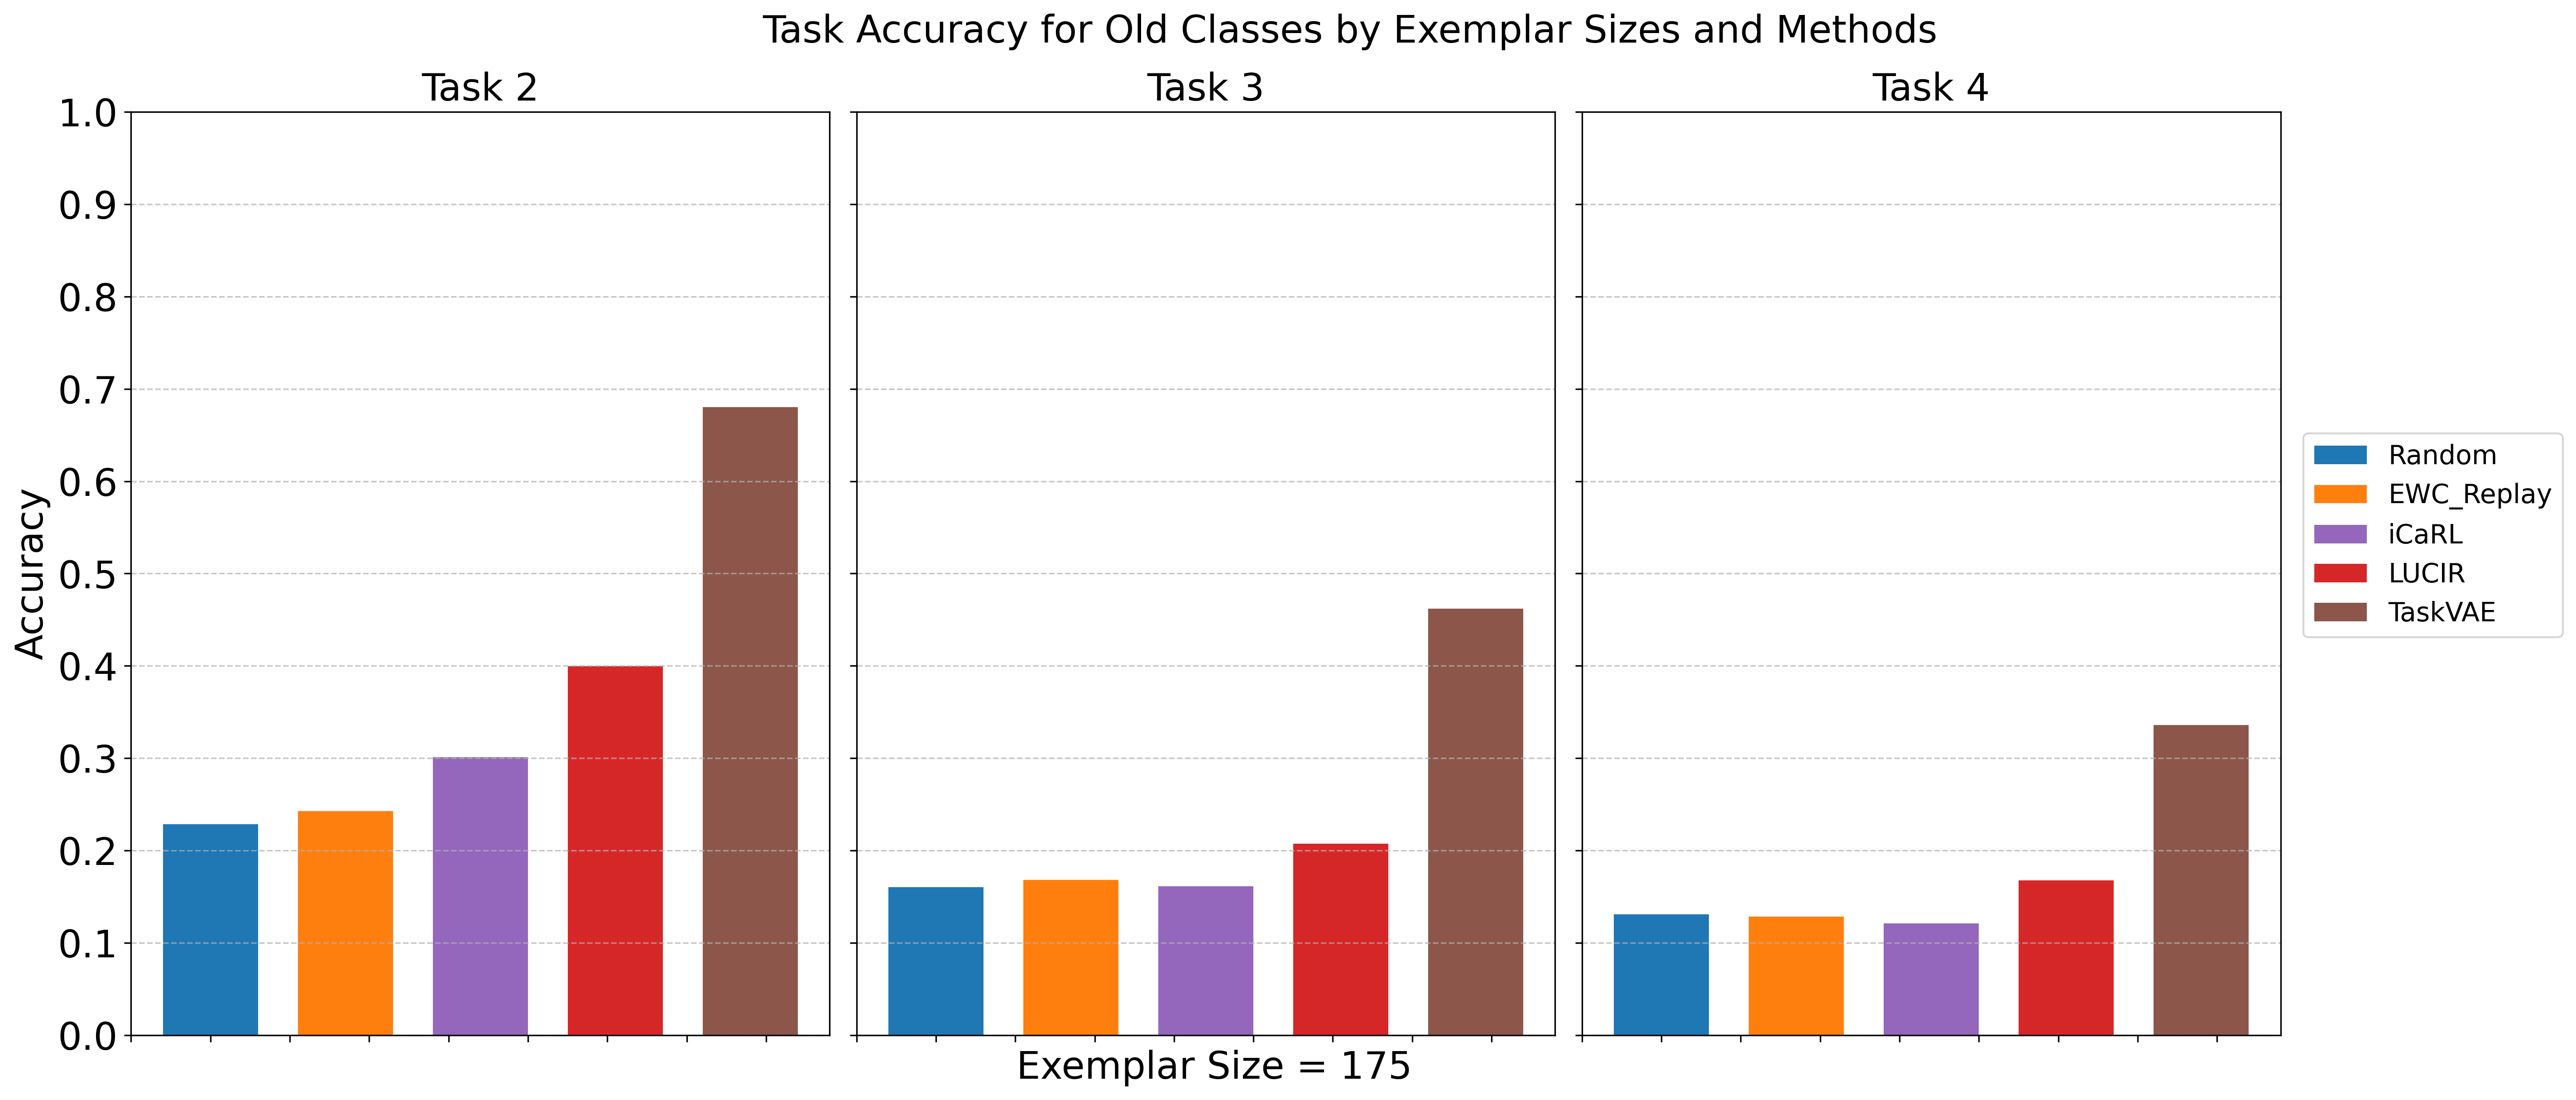 Task Accuracy for Old Classes by Exemplar Sizes and Methods
Task 2
Task 3
Task 4
Accuracy
1.0
0.9
0.8
0.7
0.6
0.5
0.4
0.3
0.2
0.1
0.0
Exemplar Size = 175
Random
EWC_Replay
iCaRL
LUCIR
TaskVAE